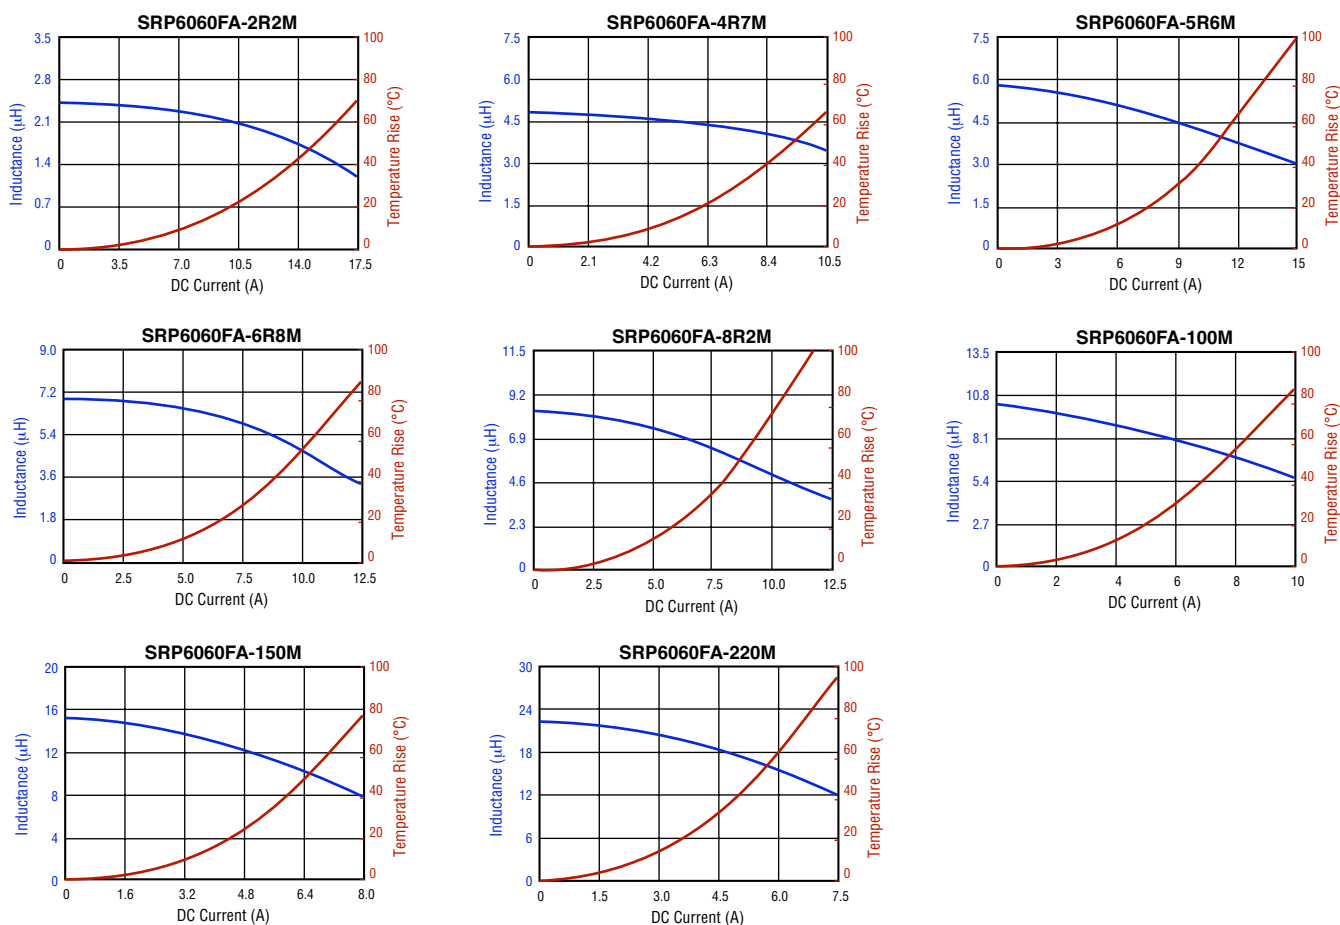 SRP6060FA-2R2M
3.5
2.8
2.1
1.4
0.7
0
Inductance (μH)
100
80
60
40
20
0
Temperature Rise (°C)
0 3.5 7.0 10.5 14.0 17.5
DC Current (A)
SRP6060FA-4R7M
7.5
6.0
4.5
3.0
1.5
0
Inductance (μH)
100
80
60
40
20
0
Temperature Rise (°C)
0 2.1 4.2 6.3 8.4 10.5
DC Current (A)
SRP6060FA-5R6M
7.5
6.0
4.5
3.0
1.5
0
Inductance (μH)
100
80
60
40
20
0
Temperature Rise (°C)
0 3 6 9 12 15
DC Current (A)
SRP6060FA-6R8M
9.0
7.2
5.4
3.6
1.8
0
Inductance (μH)
100
80
60
40
20
0
Temperature Rise (°C)
0 2.5 5.0 7.5 10.0 12.5
DC Current (A)
SRP6060FA-8R2M
11.5
9.2
6.9
4.6
2.3
0
Inductance (μH)
100
80
60
40
20
0
Temperature Rise (°C)
0 2.5 5.0 7.5 10.0 12.5
DC Current (A)
SRP6060FA-100M
13.5
10.8
8.1
5.4
2.7
0
Inductance (μH)
100
80
60
40
20
0
Temperature Rise (°C)
0 2 4 6 8 10
DC Current (A)
SRP6060FA-150M
20
16
12
8
4
0
Inductance (μH)
100
80
60
40
20
0
Temperature Rise (°C)
0 1.6 3.2 4.8 6.4 8.0
DC Current (A)
SRP6060FA-220M
30
24
18
12
6
0
Inductance (μH)
100
80
60
40
20
0
Temperature Rise (°C)
0 1.5 3.0 4.5 6.0 7.5
DC Current (A)